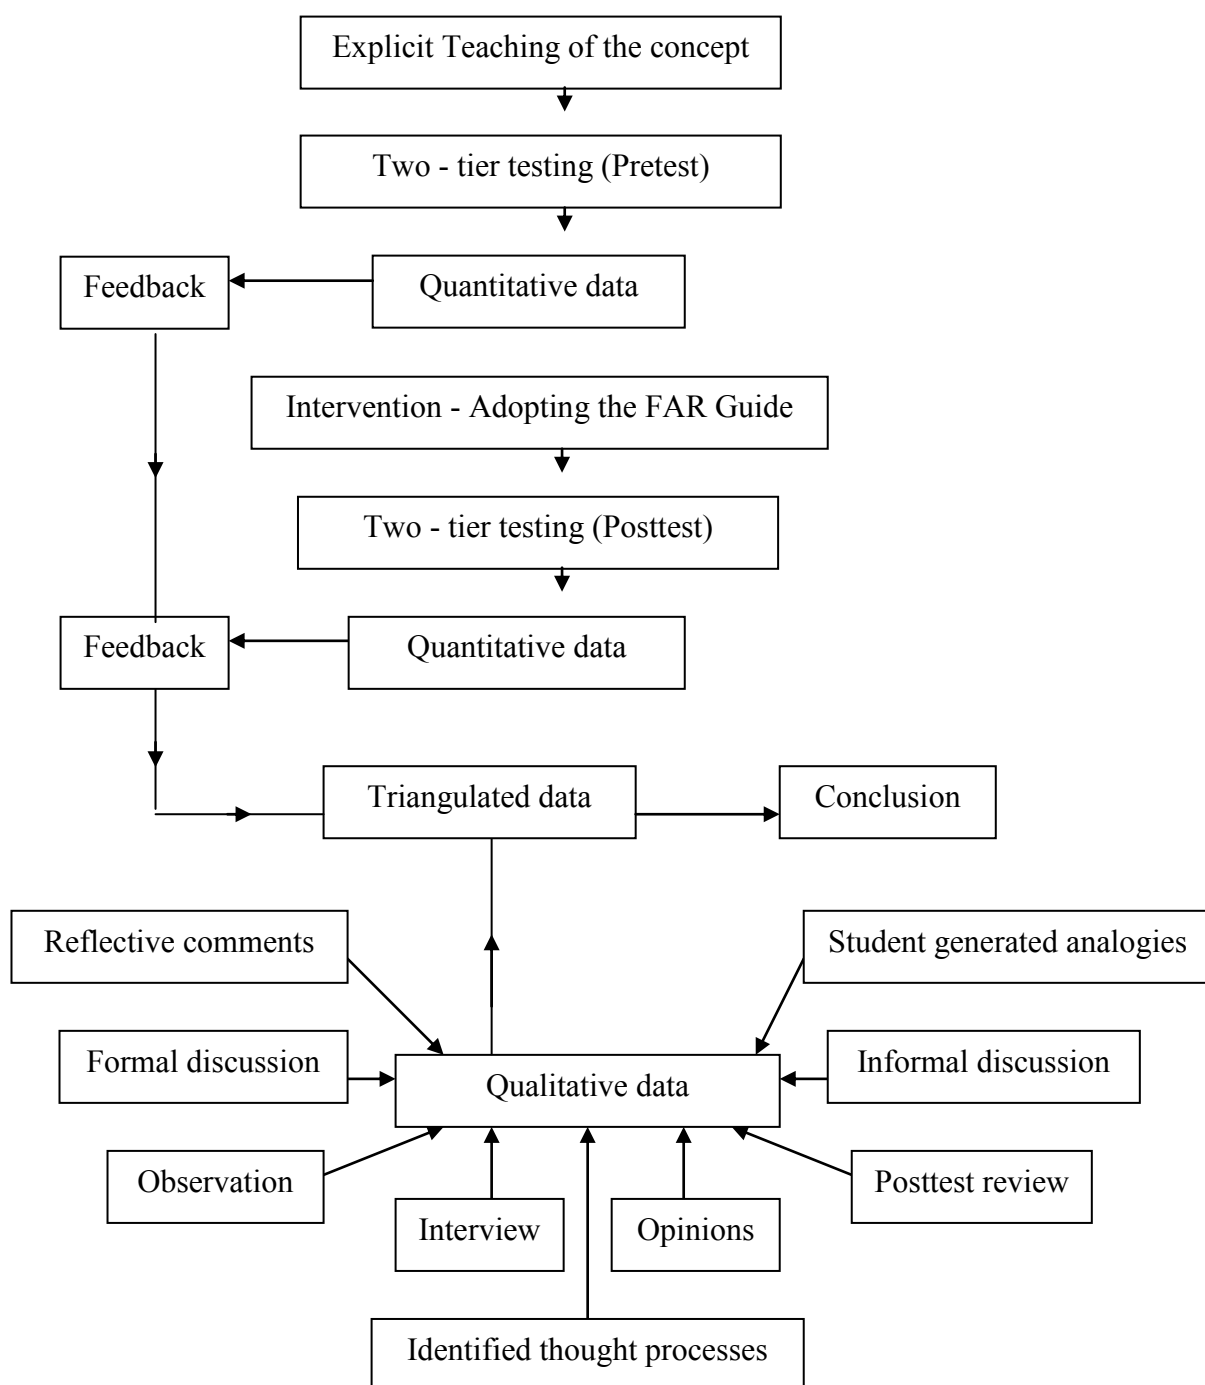 Explicit Teaching of the concept
Two - tier testing (Pretest)
Feedback
Quantitative data
Intervention - Adopting the FAR Guide
Two - tier testing (Posttest)
Feedback
Quantitative data
Triangulated data
Conclusion
Reflective comments
Student generated analogies
Formal discussion
Informal discussion
Qualitative data
Observation
Posttest review
Interview
Opinions
Identified thought processes